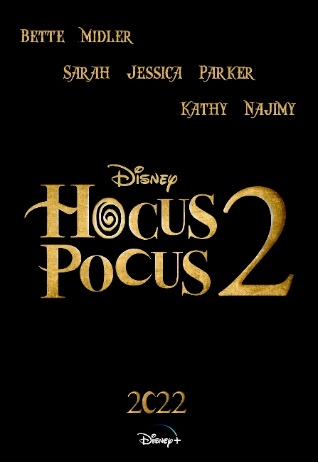 BETTE MIDLER
SARAH JESSICA PARKER
KATHY NAJIMY
Disney
HOCUS
POCUS 2
2022
Disney+